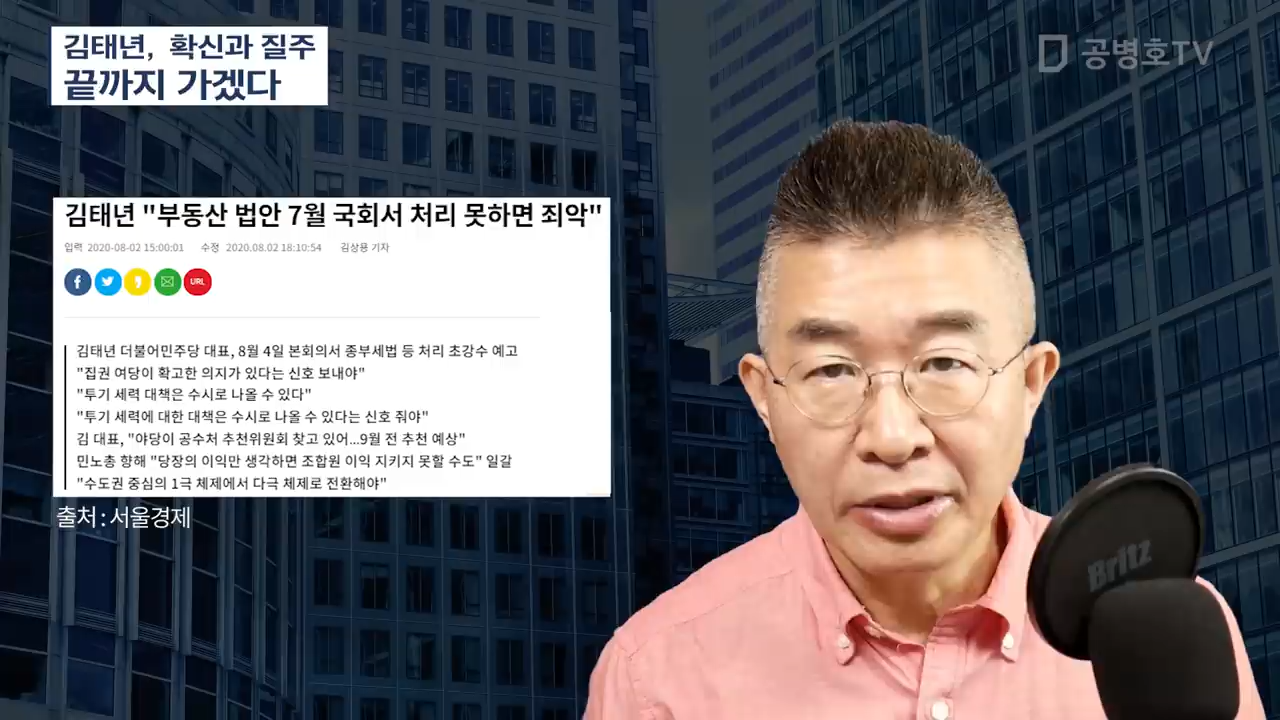 김태년, 확신과 질주
끝까지 가겠다
공병호TV
김태년 "부동산 법안 7월 국회서 처리 못하면 죄악"
입력 2020-08-02 15:00:01 수정 2020.08.02 18:10:54 김상용 기자
URL
김태년 더불어민주당 대표, 8월 4일 본회의서 종부세법 등 처리 초강수 예고
"집권 여당이 확고한 의지가 있다는 신호 보내야"
"투기 세력 대책은 수시로 나올 수 있다"
"투기 세력에 대한 대책은 수시로 나올 수 있다는 신호 줘야"
김 대표, "야당이 공수처 추천위원회 찾고 있어...9월 전 추천 예상"
민노총 향해 "당장의 이익만 생각하면 조합원 이익 지키지 못할 수도" 일갈
"수도권 중심의 1극 체제에서 다극 체제로 전환해야"
출처 : 서울경제
Britz